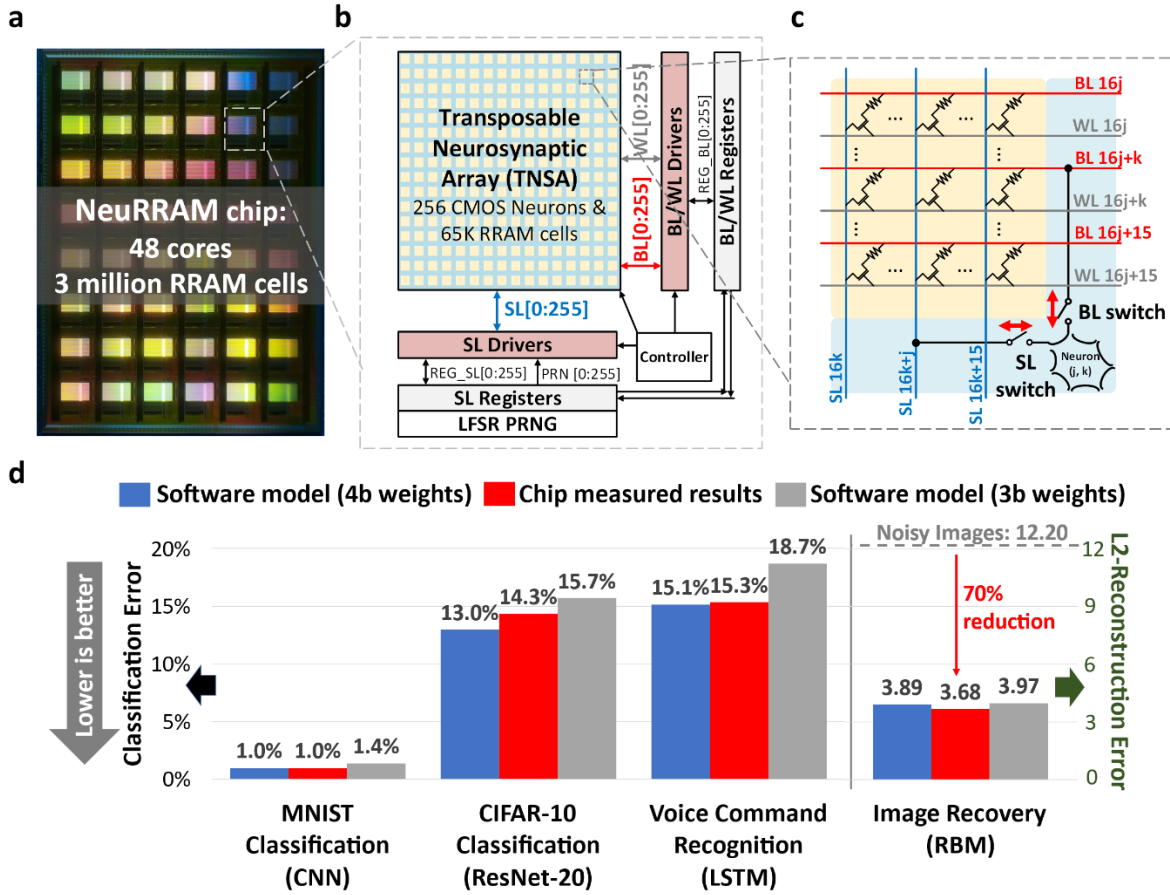 a
NeuRRAM chip:
48 cores
3 million RRAM cells
b
Transposable
Neurosynaptic
Array (TNSA)
256 CMOS Neurons &
65K RRAM cells
WL[0:255]
BL[0:255]
BL/WL Drivers
REG_BL[0:255]
BL/WL Registers
SL[0:255]
SL Drivers
Controller
REG_SL[0:255]
PRN [0:255]
SL Registers
LFSR PRNG
c
BL 16j
...
...
WL 16j
BL 16j+k
...
...
WL 16j+k
BL 16j+15
...
...
WL 16j+15
BL switch
SL
switch
Neuron
(j, k)
SL 16k
SL 16k+j
SL 16k+15
d
Software model (4b weights)
Chip measured results
Software model (3b weights)
Lower is better
Classification Error
20%
15%
10%
5%
0%
1.0%
1.0%
1.4%
13.0%
14.3%
15.7%
15.1%
15.3%
18.7%
Noisy Images: 12.20
70%
reduction
3.89
3.68
3.97
12
9
6
3
0
L2-Reconstruction Error
MNIST
Classification
(CNN)
CIFAR-10
Classification
(ResNet-20)
Voice Command
Recognition
(LSTM)
Image Recovery
(RBM)